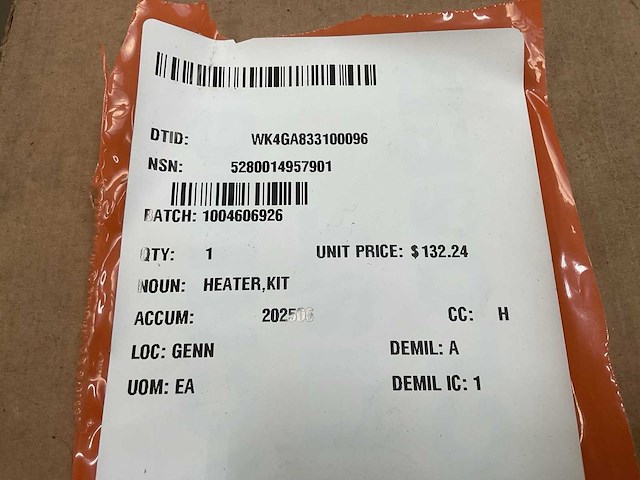 DTID: WK4GA833100096
NSN: 5280014957901
BATCH: 1004606926
QTY: 1 UNIT PRICE: $132.24
NOUN: HEATER,KIT
ACCUM: 202506 CC: H
LOC: GENN DEMIL: A
UOM: EA DEMIL IC: 1